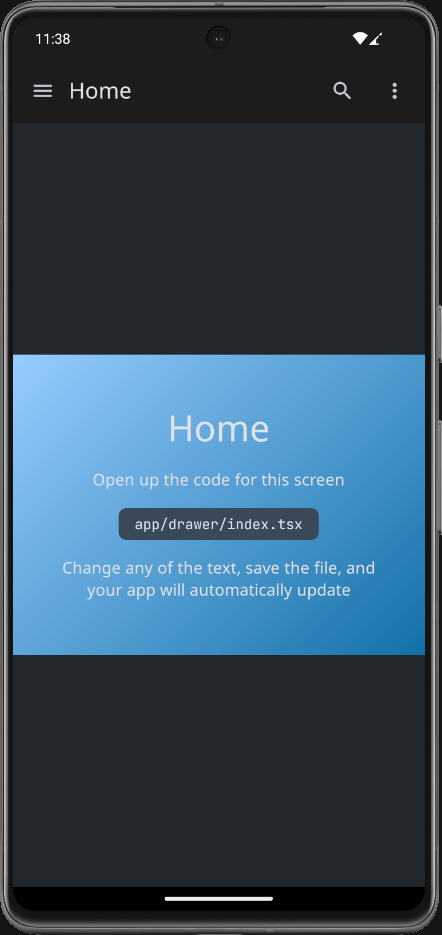 11:38
Home
Home
Open up the code for this screen
app/drawer/index.tsx
Change any of the text, save the file, and
your app will automatically update